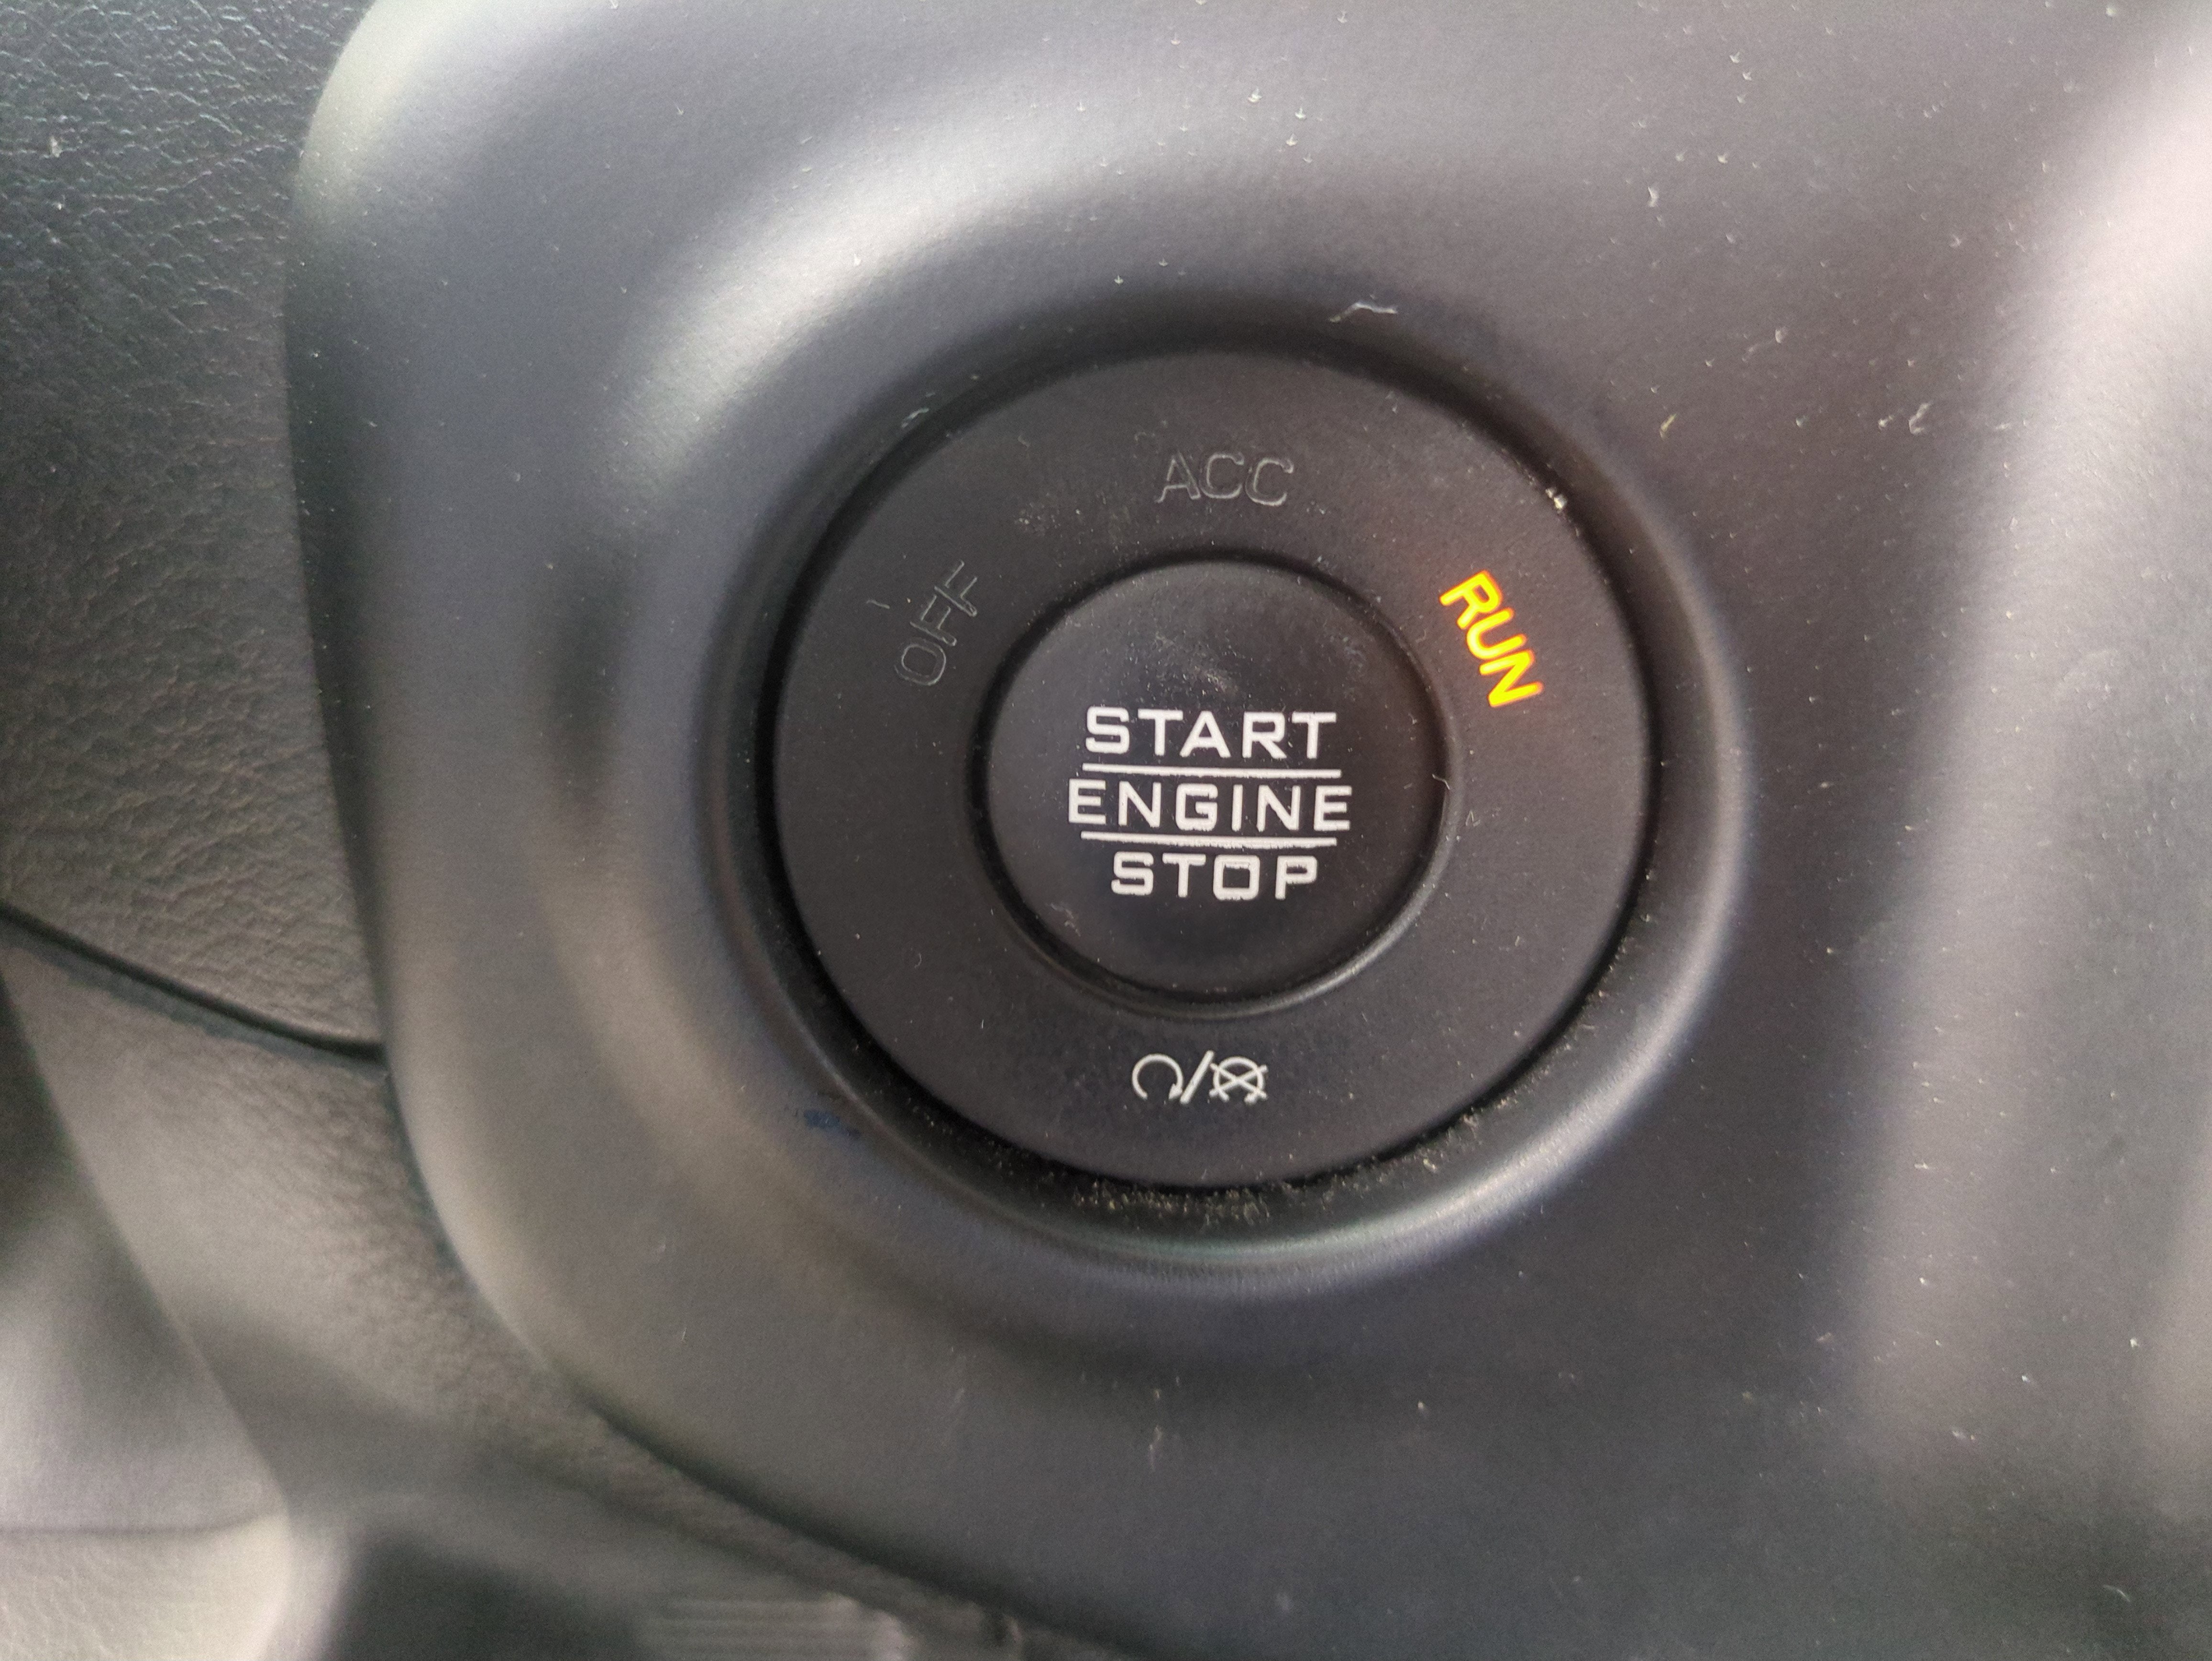 ACC
OFF
RUN
START
ENGINE
STOP